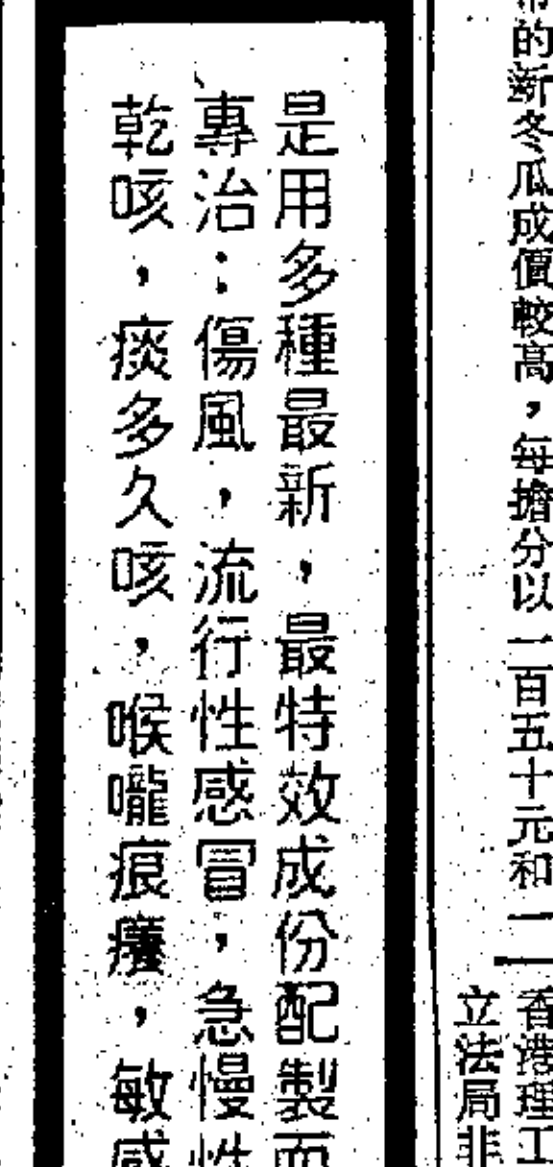 的新冬瓜成價較高，每擔分以一百五十元和一
香港理工
立法局非
是用多種最新，最特效成份配製而
專治：傷風，流行性感冒，急慢性
乾咳，痰多久咳，喉嚨痕癢，敏感